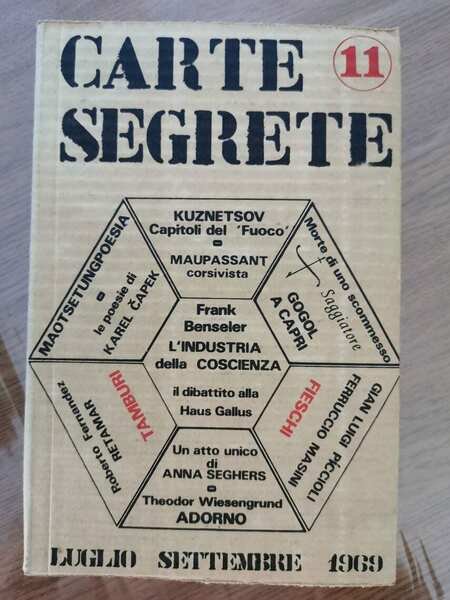 CARTE 11
SEGRETE
KUZNETSOV
Capitoli del 'Fuoco'
MAUPASSANT
corsivista
MAOTSETUNGPOESIA
le poesie di
KAREL ČAPEK
Morte di uno scommesso
Saggiatore
GOGOL
A CAPRI
Frank
Benseler
L'INDUSTRIA
della COSCIENZA
il dibattito alla
Haus Gallus
TAMBURI
Roberto Fernandez
RETAMAR
FIESCHI
GIAN LUIGI PICCIOLI
FERRUCCIO MASINI
Un atto unico
di
ANNA SEGHERS
Theodor Wiesengrund
ADORNO
LUGLIO SETTEMBRE 1969